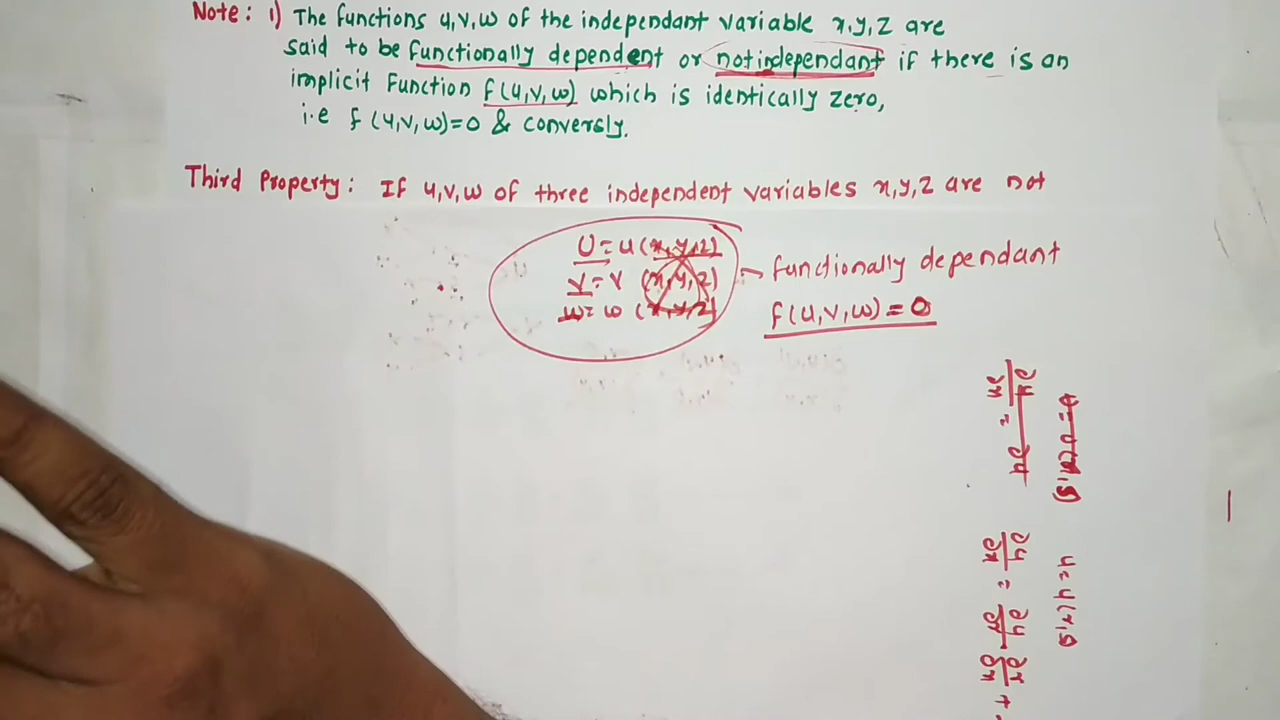 Note: 1) The functions u,v,w of the independant variable x,y,z are
said to be functionally dependent or not independant if there is an
implicit Function f(u,v,w) which is identically zero,
i.e f(u,v,w)=0 & conversly.
Third Property: If u,v,w of three independent variables x,y,z are not
U=u(x,y,z)
v=v (x,y,z)
w=w (x,y,z)
functionally dependant
f(u,v,w)=0
u=u(r,s
∂u/∂x = ∂u/∂r · ∂r/∂x +